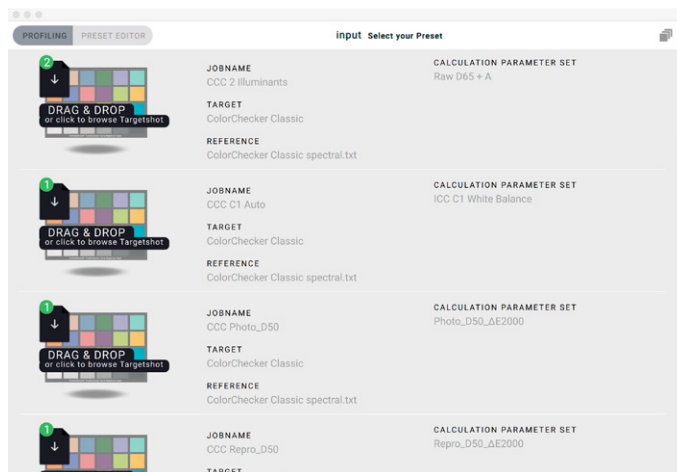 PROFILING PRESET EDITOR input Select your Preset
2
DRAG & DROP
or click to browse Targetshot
JOBNAME
CCC 2 Illuminants
TARGET
ColorChecker Classic
REFERENCE
ColorChecker Classic spectral.txt
CALCULATION PARAMETER SET
Raw D65 + A
1
DRAG & DROP
or click to browse Targetshot
JOBNAME
CCC C1 Auto
TARGET
ColorChecker Classic
REFERENCE
ColorChecker Classic spectral.txt
CALCULATION PARAMETER SET
ICC C1 White Balance
1
DRAG & DROP
or click to browse Targetshot
JOBNAME
CCC Photo_D50
TARGET
ColorChecker Classic
REFERENCE
ColorChecker Classic spectral.txt
CALCULATION PARAMETER SET
Photo_D50_ΔE2000
1
JOBNAME
CCC Repro_D50
TARGET
CALCULATION PARAMETER SET
Repro_D50_ΔE2000